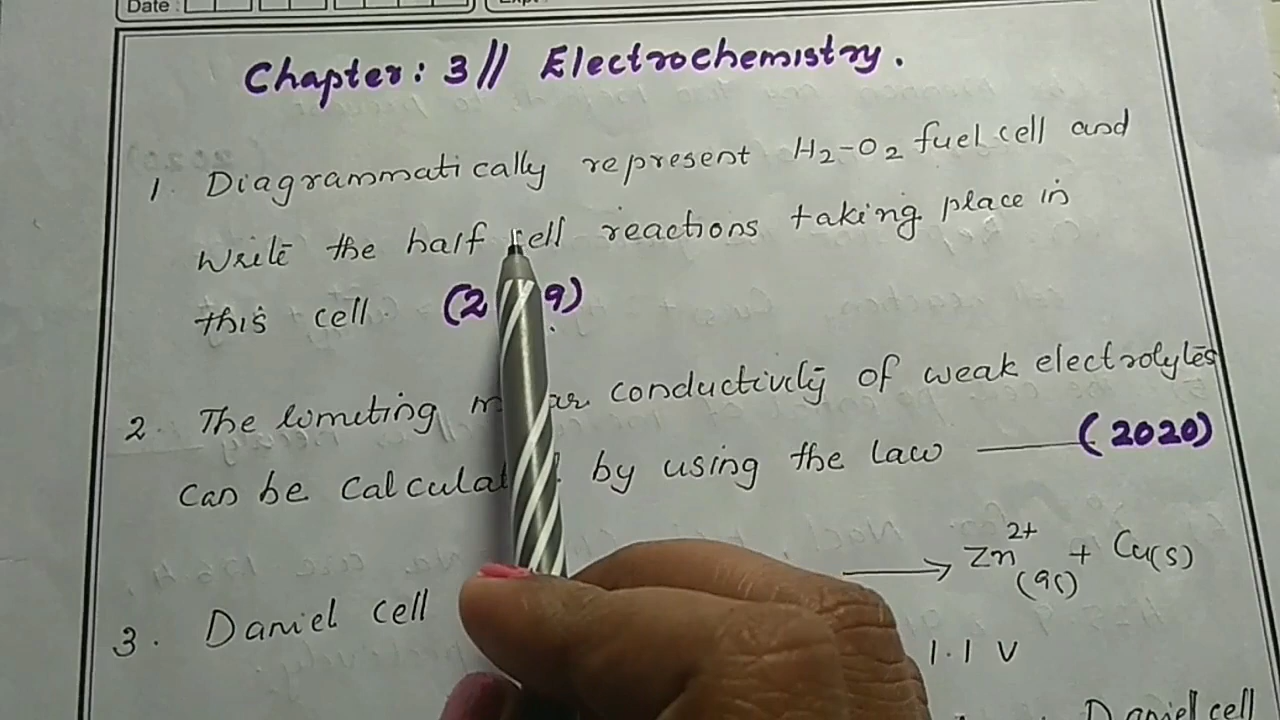 Date :
Chapter: 3// Electrochemistry.
1. Diagrammatically represent H2-O2 fuel cell and
Write the half cell reactions taking place in
this cell.
2. The limiting conductivity of weak electrolytes
can be by using the law —— (2020)
3. Daniel cell → Zn2+(aq) + Cu(s)
1.1 V
Daniel cell